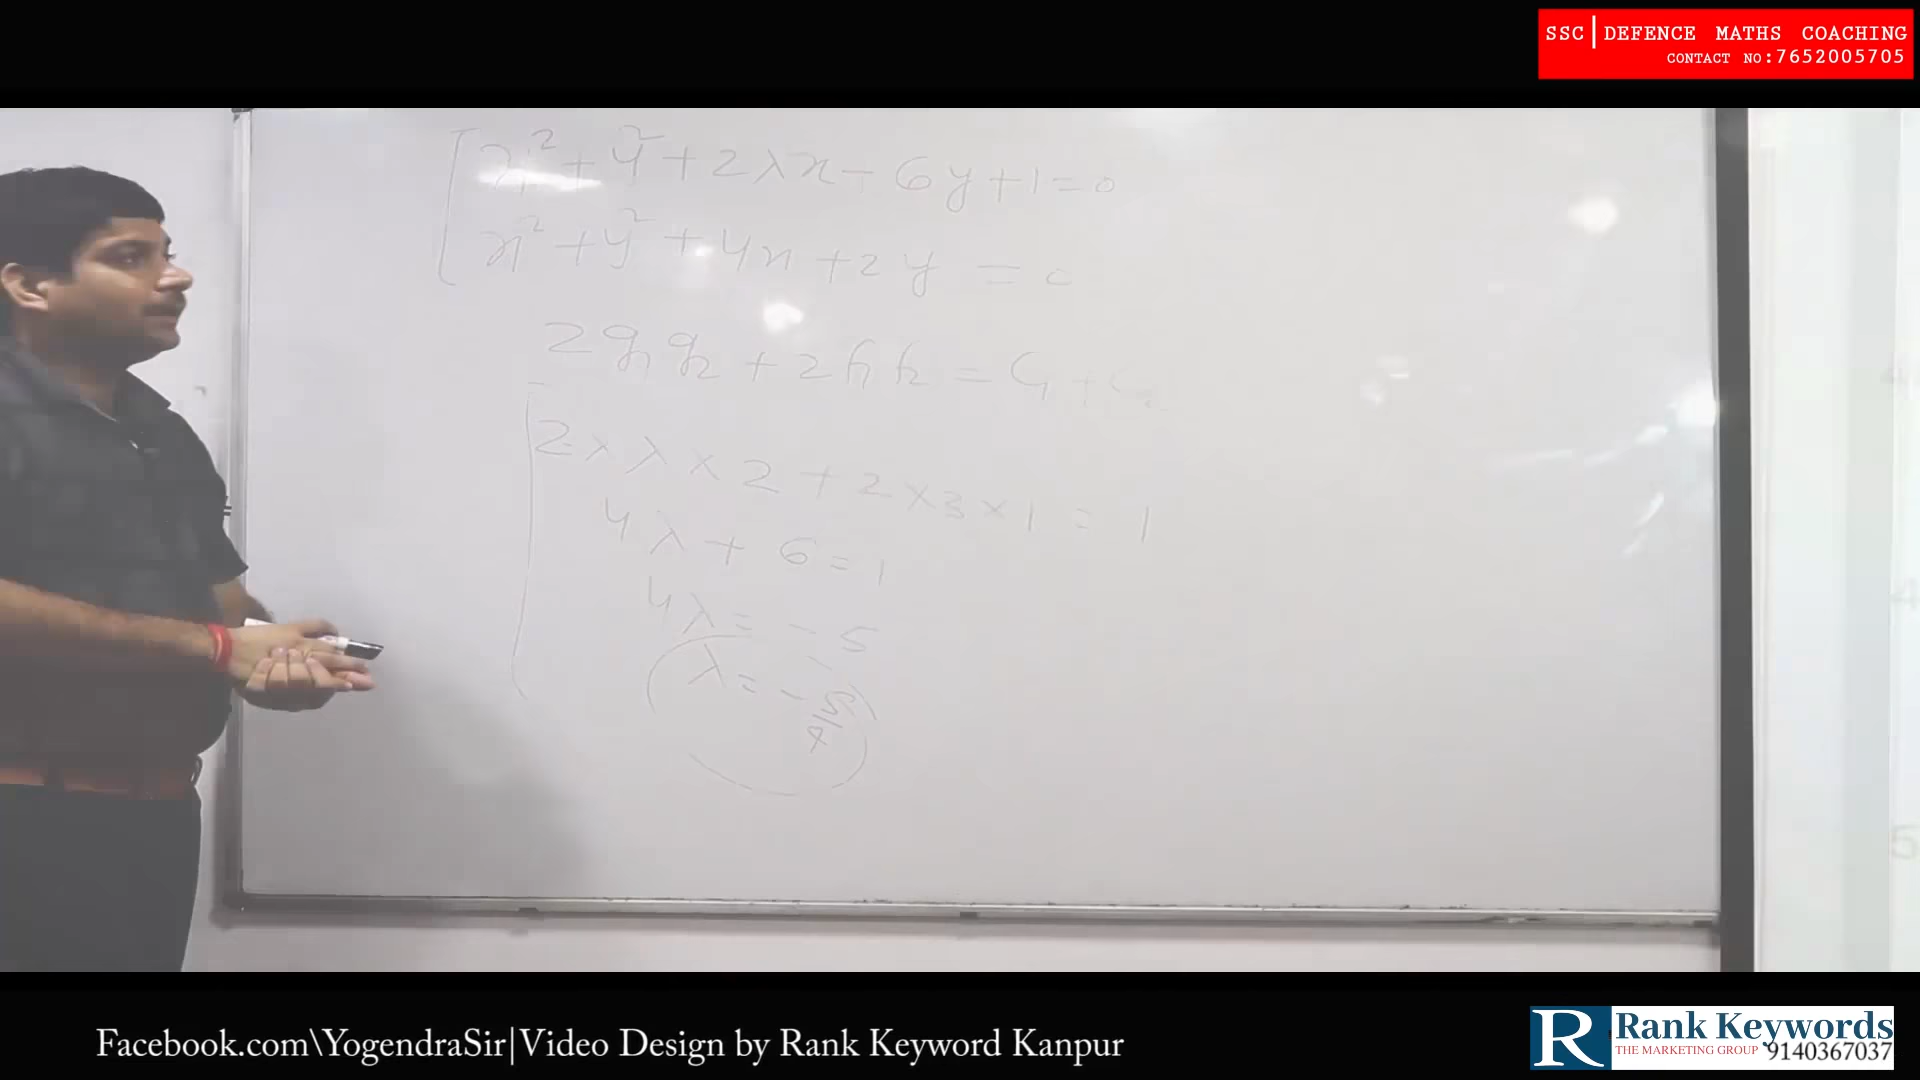 SSC|DEFENCE MATHS COACHING
CONTACT NO:7652005705
x² + y² + 2λx - 6y + 1 = 0
x² + y² + 4x + 2y = 0
2g₁g₂ + 2f₁f₂ = C₁ + C₂
2 × λ × 2 + 2 × 3 × 1 = 1
4λ + 6 = 1
4λ = - 5
λ = - 5/4
Facebook.com\YogendraSir|Video Design by Rank Keyword Kanpur
R Rank Keywords
THE MARKETING GROUP 9140367037